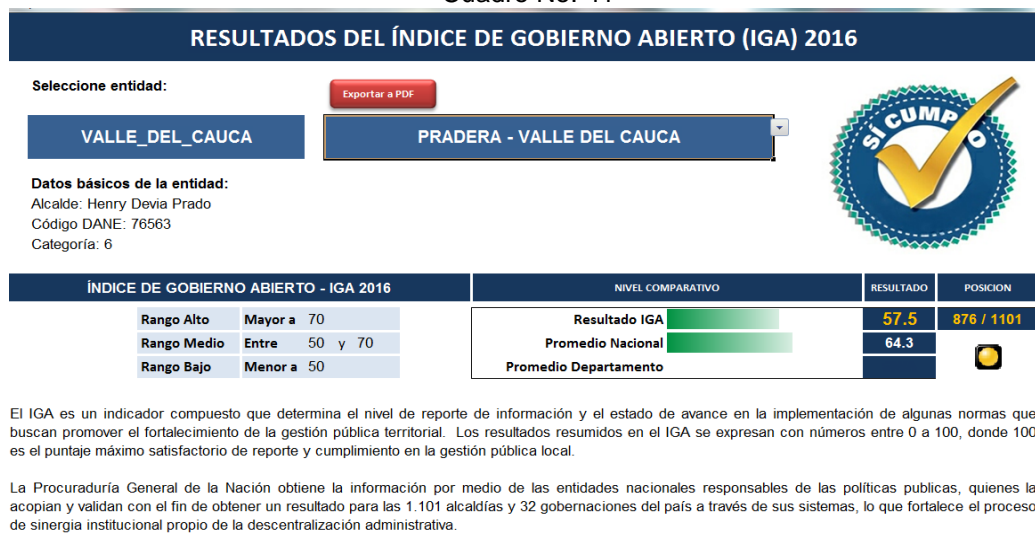 RESULTADOS DEL ÍNDICE DE GOBIERNO ABIERTO (IGA) 2016
Seleccione entidad:
Exportar a PDF
VALLE_DEL_CAUCA
PRADERA - VALLE DEL CAUCA
SÍ CUMPLO
Datos básicos de la entidad:
Alcalde: Henry Devia Prado
Código DANE: 76563
Categoría: 6
ÍNDICE DE GOBIERNO ABIERTO - IGA 2016
NIVEL COMPARATIVO RESULTADO POSICION
Rango Alto Mayor a 70
Rango Medio Entre 50 y 70
Rango Bajo Menor a 50
Resultado IGA 57.5 876 / 1101
Promedio Nacional 64.3
Promedio Departamento
El IGA es un indicador compuesto que determina el nivel de reporte de información y el estado de avance en la implementación de algunas normas que
buscan promover el fortalecimiento de la gestión pública territorial. Los resultados resumidos en el IGA se expresan con números entre 0 a 100, donde 100
es el puntaje máximo satisfactorio de reporte y cumplimiento en la gestión pública local.
La Procuraduría General de la Nación obtiene la información por medio de las entidades nacionales responsables de las políticas publicas, quienes la
acopian y validan con el fin de obtener un resultado para las 1.101 alcaldías y 32 gobernaciones del país a través de sus sistemas, lo que fortalece el proceso
de sinergia institucional propio de la descentralización administrativa.